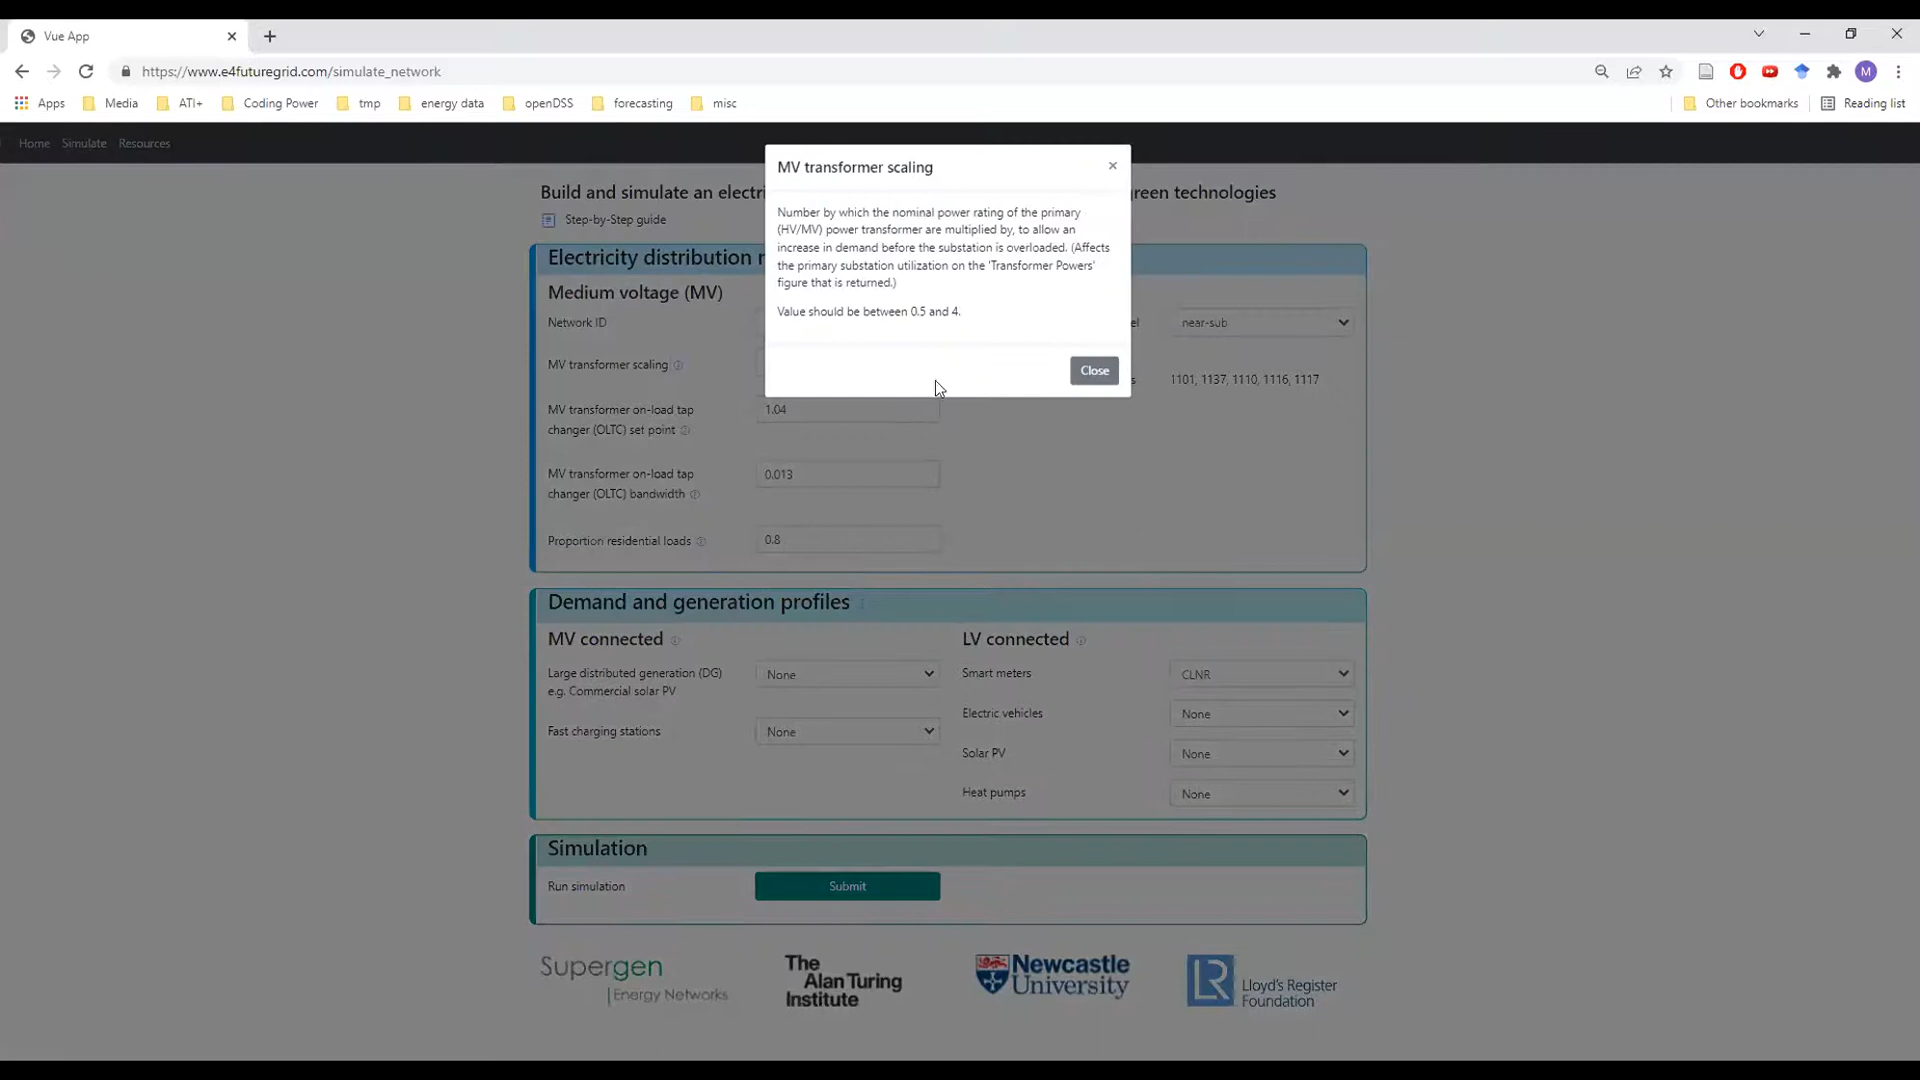 Vue App
https://www.e4futuregrid.com/simulate_network
M
Apps
Media
ATI+
Coding Power
tmp
energy data
openDSS
forecasting
misc
Other bookmarks
Reading list
Home
Simulate
Resources
MV transformer scaling
Number by which the nominal power rating of the primary
(HV/MV) power transformer are multiplied by, to allow an
increase in demand before the substation is overloaded. (Affects
the primary substation utilization on the 'Transformer Powers'
figure that is returned.)
Value should be between 0.5 and 4.
Close
Build and simulate an electri
reen technologies
Step-by-Step guide
Electricity distribution
Medium voltage (MV)
Network ID
el
near-sub
MV transformer scaling
s
1101, 1137, 1110, 1116, 1117
MV transformer on-load tap
changer (OLTC) set point
1.04
MV transformer on-load tap
changer (OLTC) bandwidth
0.013
Proportion residential loads
0.8
Demand and generation profiles
MV connected
LV connected
Large distributed generation (DG)
e.g. Commercial solar PV
None
Smart meters
CLNR
Electric vehicles
None
Fast charging stations
None
Solar PV
None
Heat pumps
None
Simulation
Run simulation
Submit
Supergen
Energy Networks
The
Alan Turing
Institute
Newcastle
University
LR
Lloyd's Register
Foundation